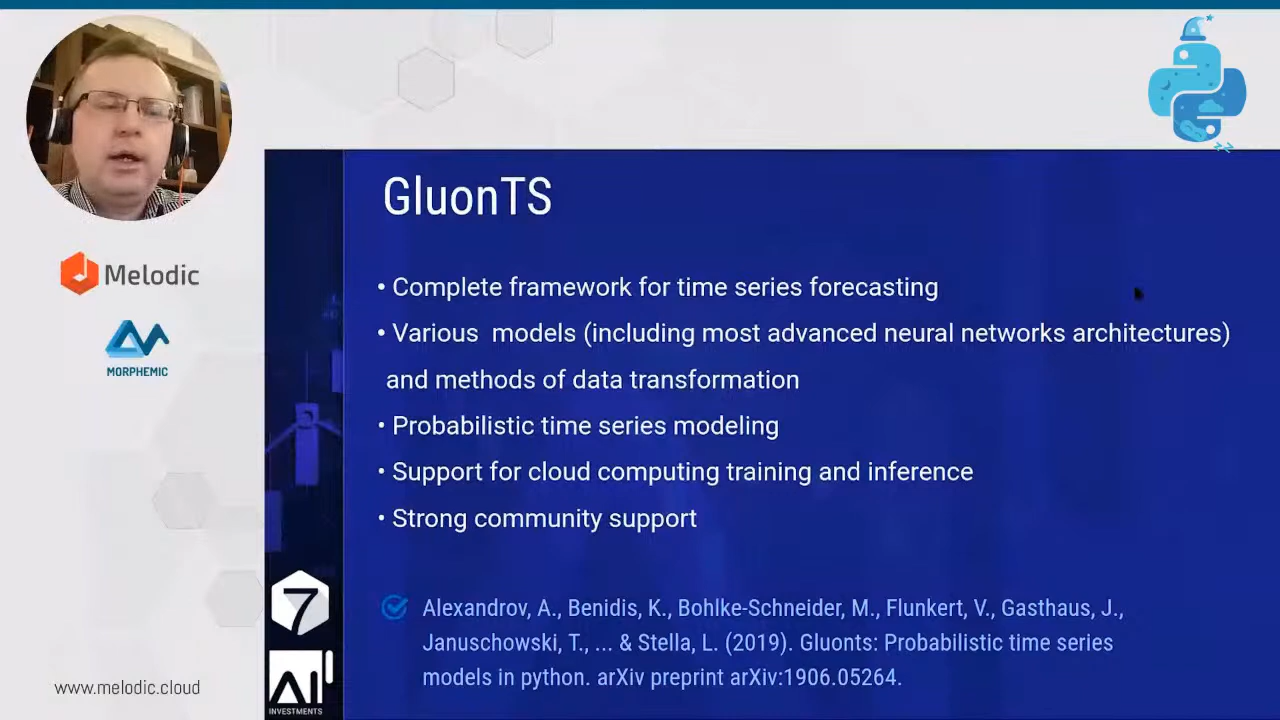 Melodic
MORPHEMIC
www.melodic.cloud
GluonTS
• Complete framework for time series forecasting
• Various models (including most advanced neural networks architectures)
and methods of data transformation
• Probabilistic time series modeling
• Support for cloud computing training and inference
• Strong community support
7
AI
INVESTMENTS
Alexandrov, A., Benidis, K., Bohlke-Schneider, M., Flunkert, V., Gasthaus, J.,
Januschowski, T., ... & Stella, L. (2019). Gluonts: Probabilistic time series
models in python. arXiv preprint arXiv:1906.05264.
zz